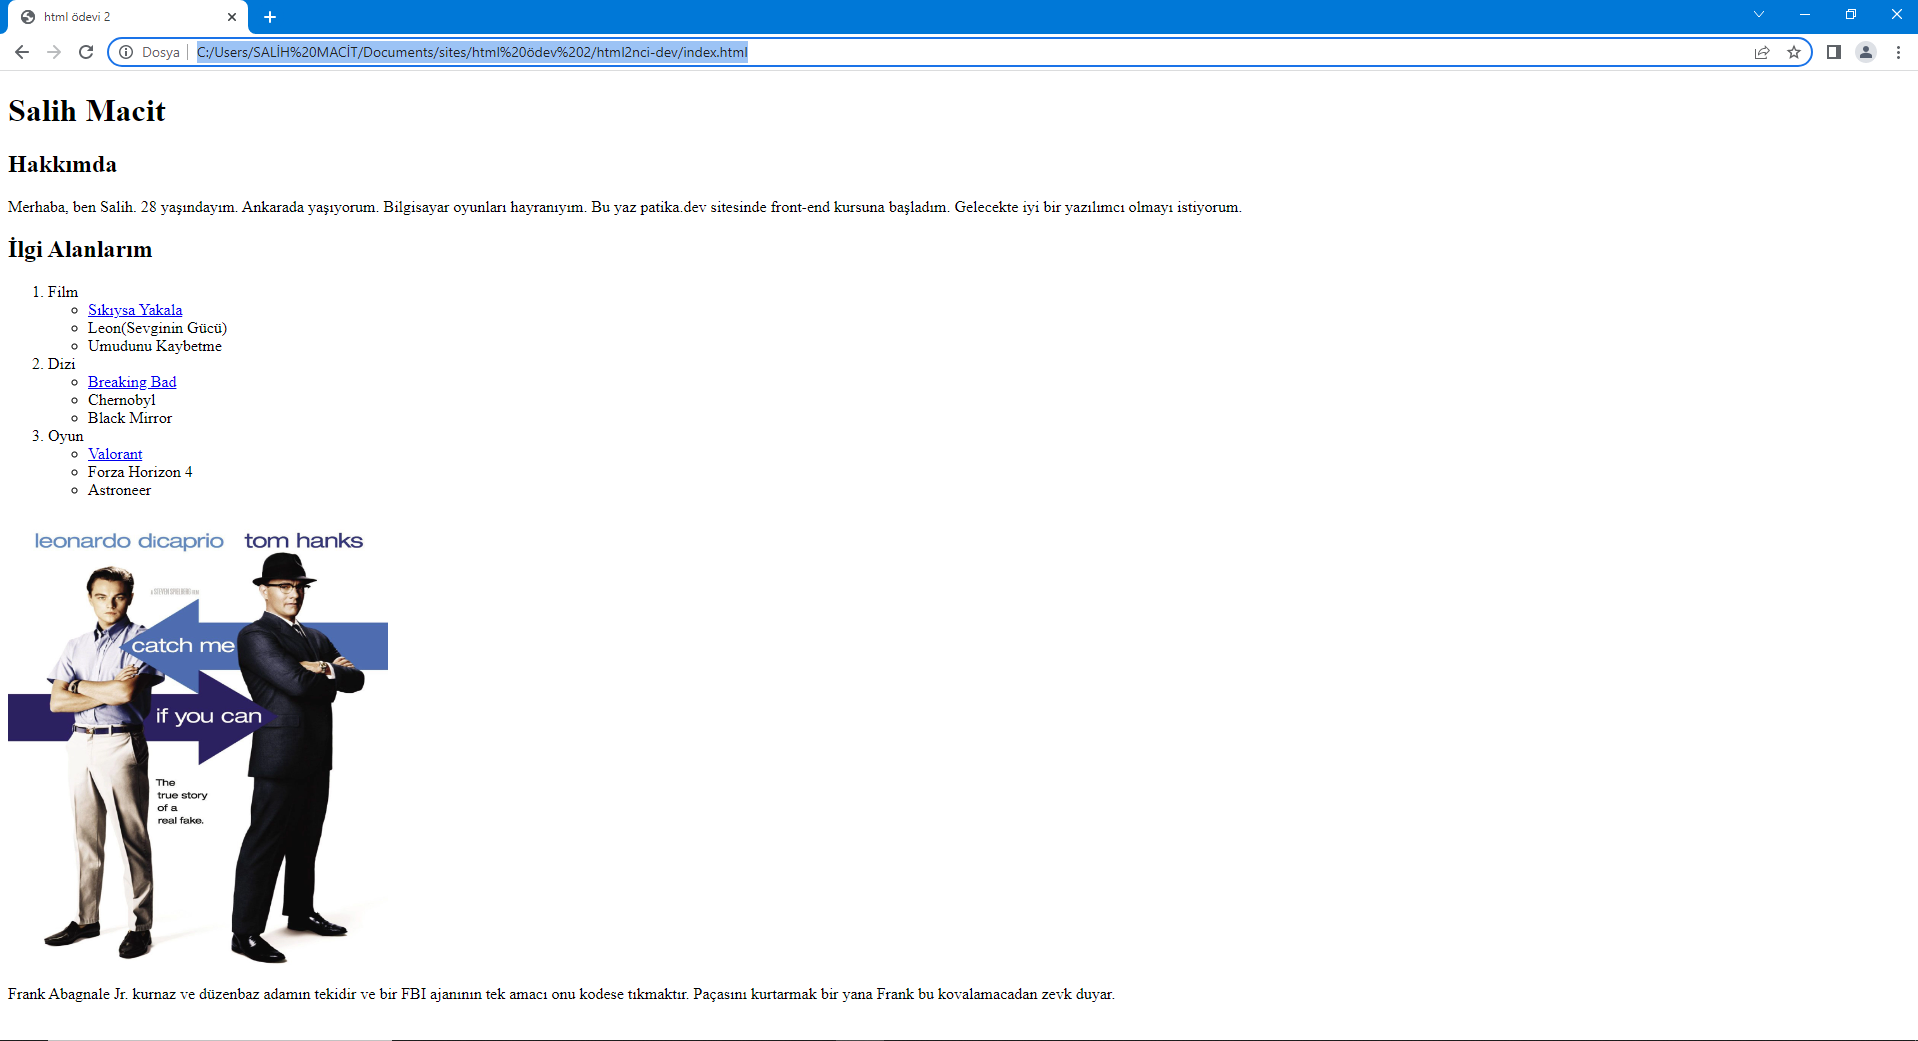 html ödevi 2
Dosya C:/Users/SALİH%20MACİT/Documents/sites/html%20ödev%202/html2nci-dev/index.html
Salih Macit
Hakkımda
Merhaba, ben Salih. 28 yaşındayım. Ankarada yaşıyorum. Bilgisayar oyunları hayranıyım. Bu yaz patika.dev sitesinde front-end kursuna başladım. Gelecekte iyi bir yazılımcı olmayı istiyorum.
İlgi Alanlarım
1. Film
Sıkıysa Yakala
Leon(Sevginin Gücü)
Umudunu Kaybetme
2. Dizi
Breaking Bad
Chernobyl
Black Mirror
3. Oyun
Valorant
Forza Horizon 4
Astroneer
leonardo dicaprio tom hanks
A STEVEN SPIELBERG FILM
catch me
if you can
The
true story
of a
real fake.
Frank Abagnale Jr. kurnaz ve düzenbaz adamın tekidir ve bir FBI ajanının tek amacı onu kodese tıkmaktır. Paçasını kurtarmak bir yana Frank bu kovalamacadan zevk duyar.